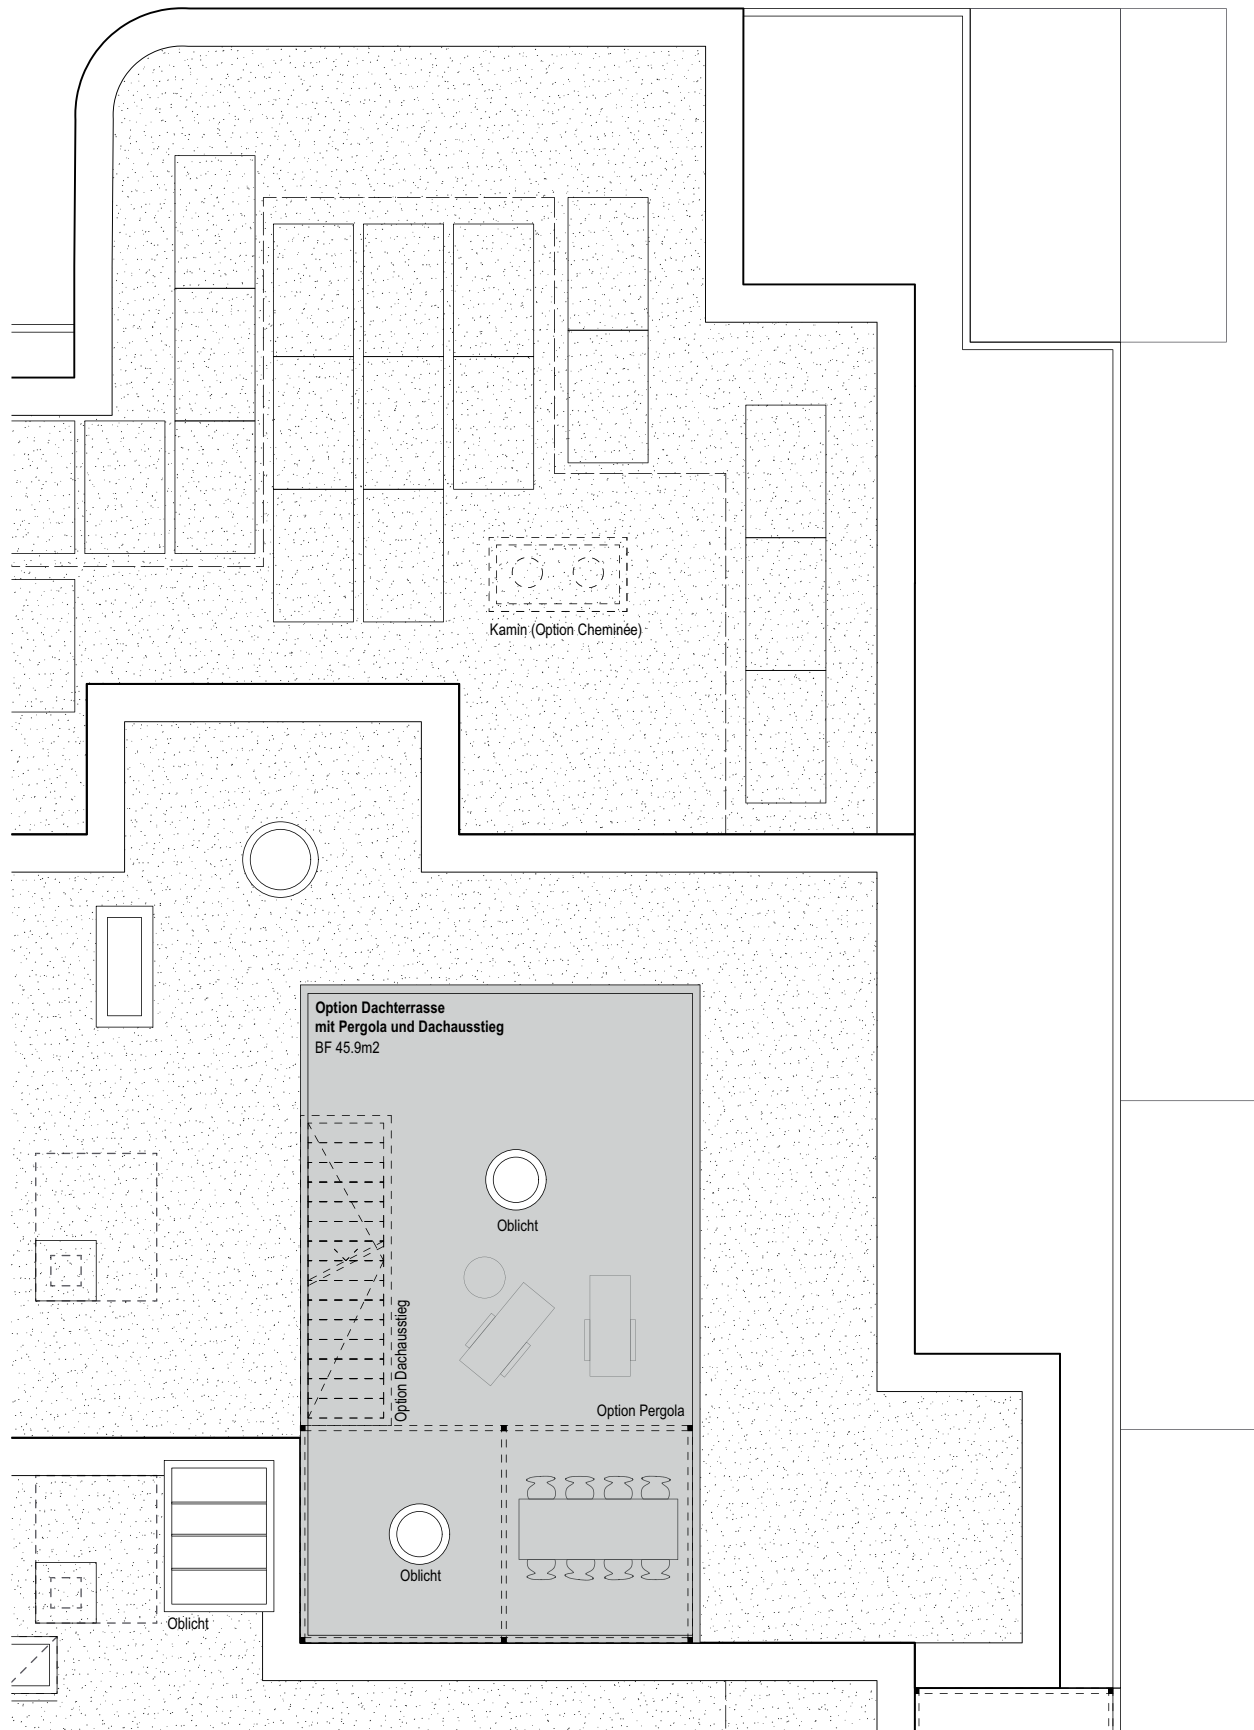 Kamin (Option Cheminée)
Option Dachterrasse
mit Pergola und Dachausstieg
BF 45.9m2
Oblicht
Option Dachausstieg
Option Pergola
Oblicht
Oblicht